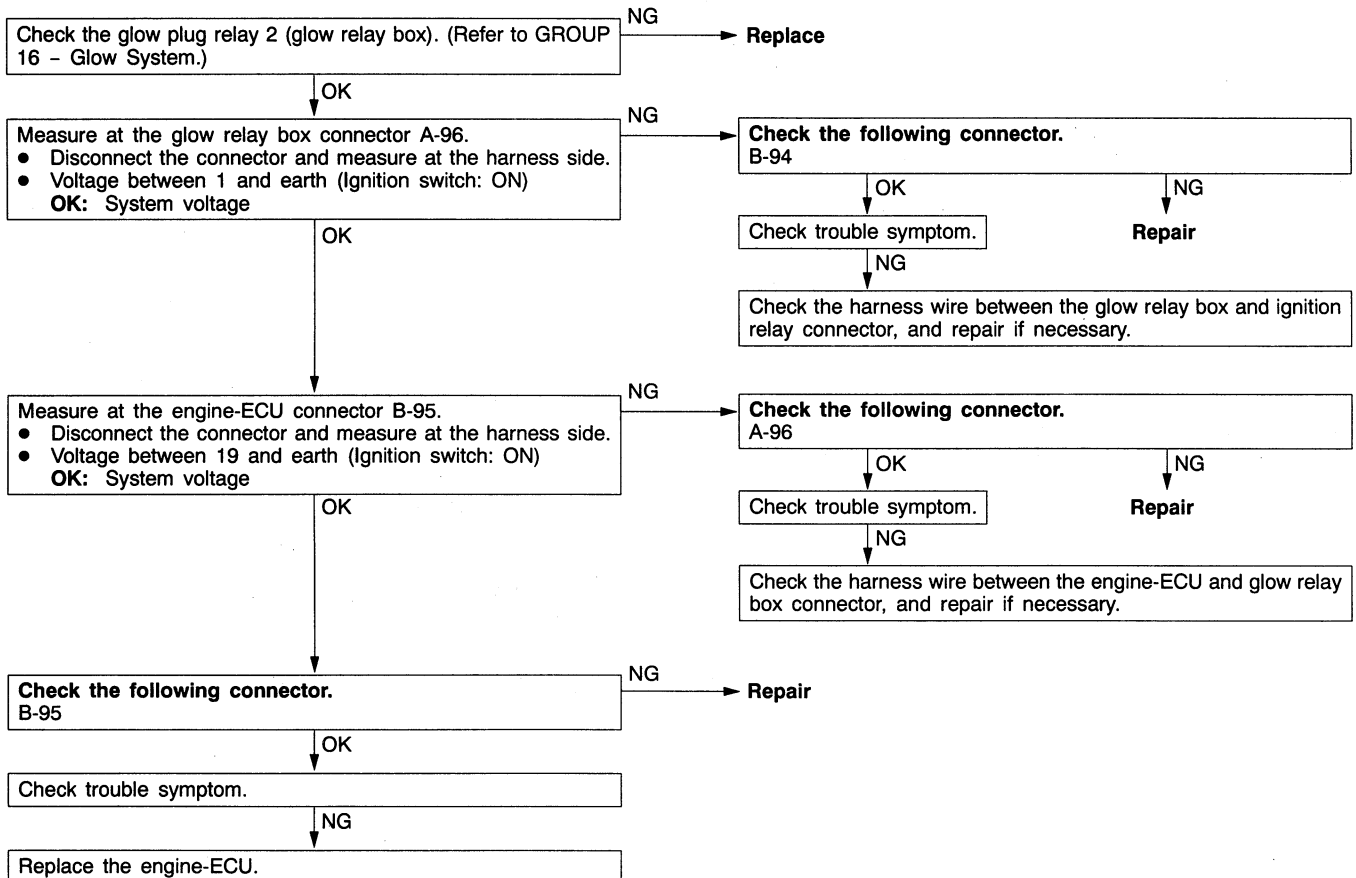 Check the glow plug relay 2 (glow relay box). (Refer to GROUP
16 – Glow System.)
NG
Replace
OK
Measure at the glow relay box connector A-96.
● Disconnect the connector and measure at the harness side.
● Voltage between 1 and earth (Ignition switch: ON)
OK: System voltage
NG
Check the following connector.
B-94
OK
NG
Check trouble symptom.
Repair
NG
Check the harness wire between the glow relay box and ignition
relay connector, and repair if necessary.
OK
Measure at the engine-ECU connector B-95.
● Disconnect the connector and measure at the harness side.
● Voltage between 19 and earth (Ignition switch: ON)
OK: System voltage
NG
Check the following connector.
A-96
OK
NG
Check trouble symptom.
Repair
NG
Check the harness wire between the engine-ECU and glow relay
box connector, and repair if necessary.
OK
Check the following connector.
B-95
NG
Repair
OK
Check trouble symptom.
NG
Replace the engine-ECU.